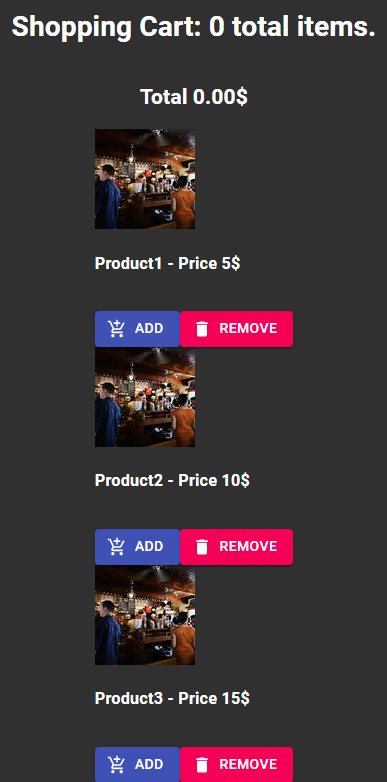 Shopping Cart: 0 total items.
Total 0.00$
Product1 - Price 5$
ADD REMOVE
Product2 - Price 10$
ADD REMOVE
Product3 - Price 15$
ADD REMOVE